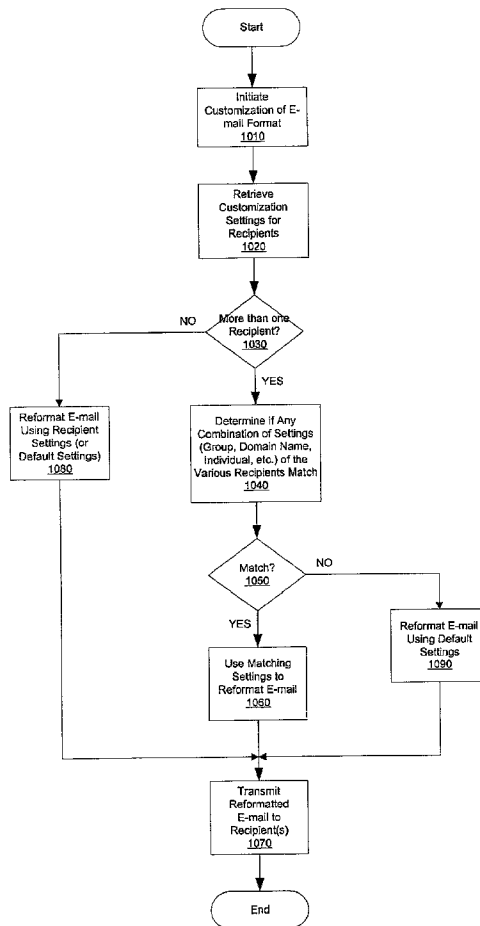 Start
Initiate
Customization of E-
mail Format
1010
Retrieve
Customization
Settings for
Recipients
1020
More than one
Recipient?
1030
NO
YES
Reformat E-mail
Using Recipient
Settings (or
Default Settings)
1080
Determine if Any
Combination of Settings
(Group, Domain Name,
Individual, etc.) of the
Various Recipients Match
1040
Match?
1050
NO
YES
Reformat E-mail
Using Default
Settings
1090
Use Matching
Settings to
Reformat E-mail
1060
Transmit
Reformatted
E-mail to
Recipient(s)
1070
End